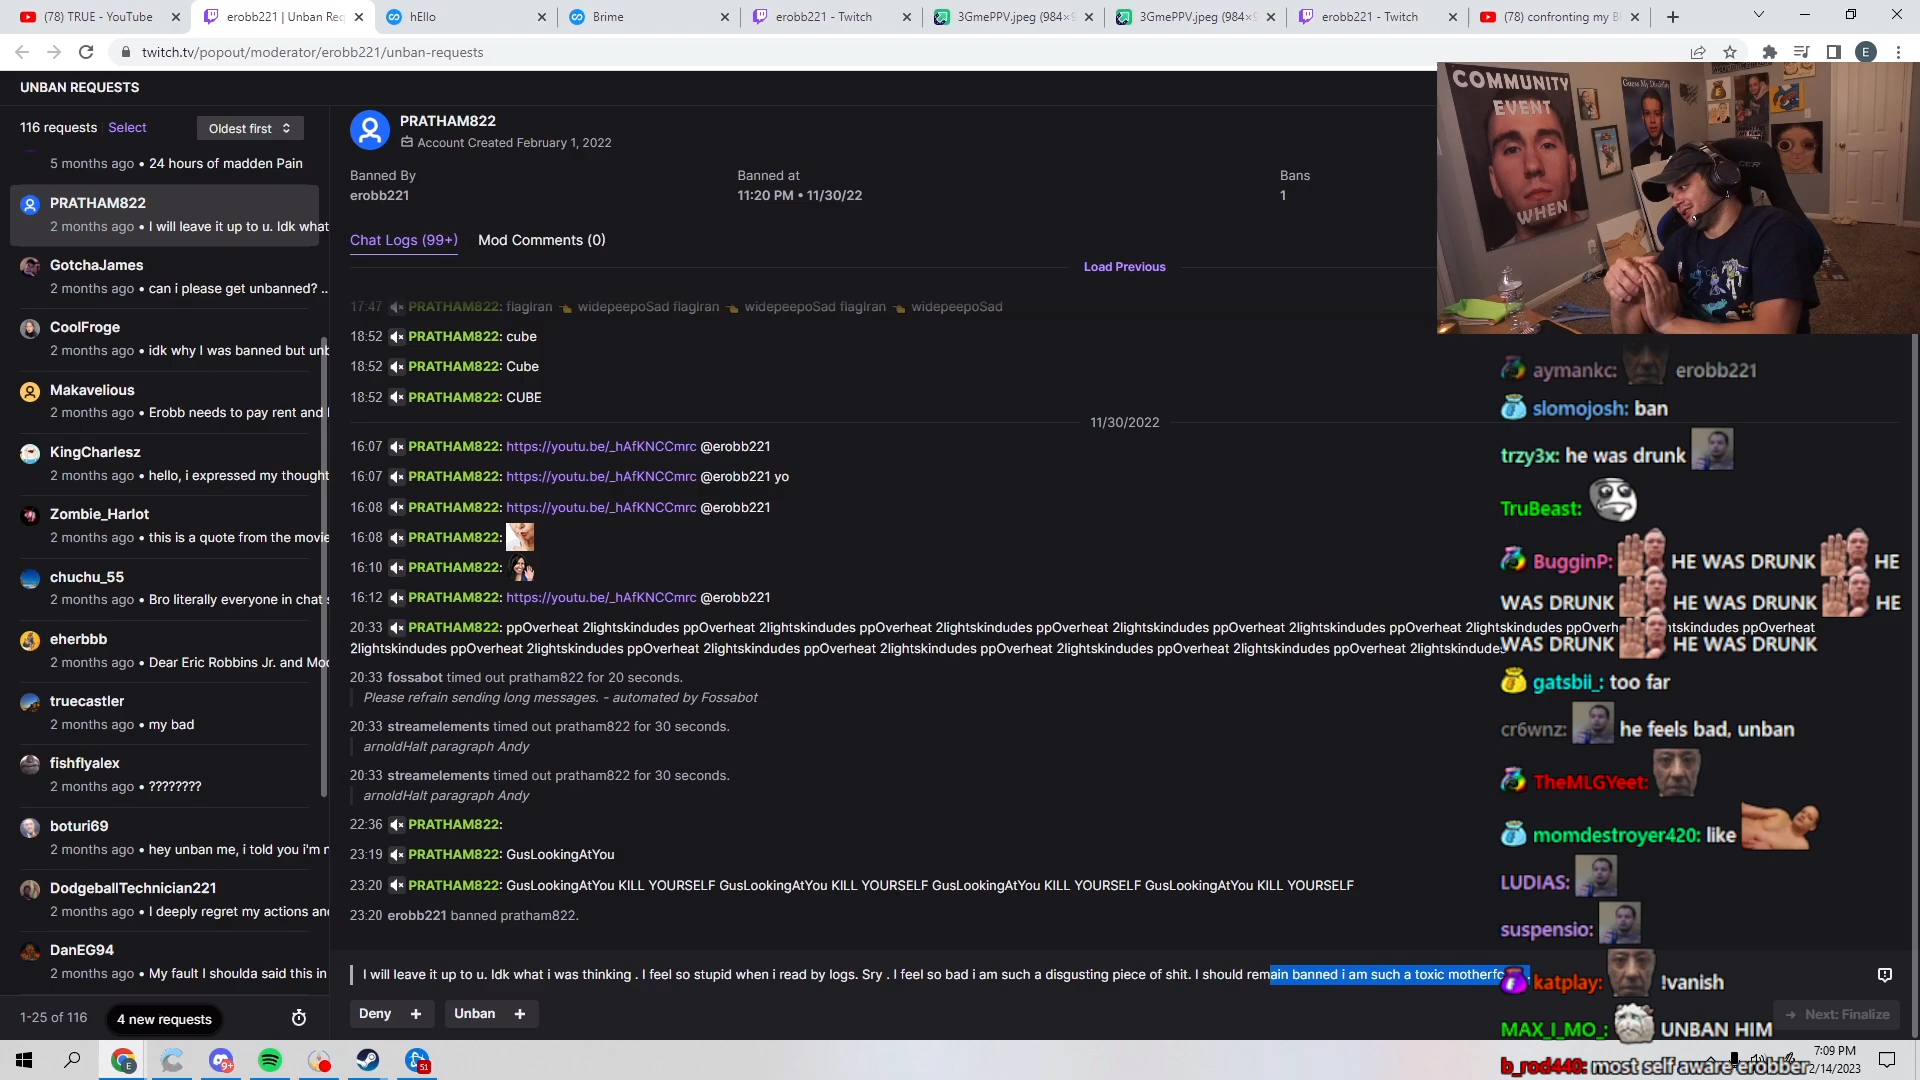 (78) TRUE - YouTube
erobb221 | Unban Req
hEllo
Brime
erobb221 - Twitch
3GmePPV.jpeg (984×9
3GmePPV.jpeg (984×
erobb221 - Twitch
(78) confronting my B
twitch.tv/popout/moderator/erobb221/unban-requests
E
UNBAN REQUESTS
116 requests
Select
Oldest first
5 months ago • 24 hours of madden Pain
PRATHAM822
2 months ago • I will leave it up to u. Idk what
GotchaJames
2 months ago • can i please get unbanned? ..
CoolFroge
2 months ago • idk why I was banned but unb
Makavelious
2 months ago • Erobb needs to pay rent and
KingCharlesz
2 months ago • hello, i expressed my thought
Zombie_Harlot
2 months ago • this is a quote from the movie
chuchu_55
2 months ago • Bro literally everyone in chat
eherbbb
2 months ago • Dear Eric Robbins Jr. and Mo
truecastler
2 months ago • my bad
fishflyalex
2 months ago • ????????
boturi69
2 months ago • hey unban me, i told you i'm
DodgeballTechnician221
2 months ago • I deeply regret my actions an
DanEG94
2 months ago • My fault I shoulda said this in
1-25 of 116
4 new requests
PRATHAM822
Account Created February 1, 2022
Banned By
erobb221
Banned at
11:20 PM • 11/30/22
Bans
1
Chat Logs (99+)
Mod Comments (0)
Load Previous
17:47 PRATHAM822: flagIran widepeepoSad flagIran widepeepoSad flagIran widepeepoSad
18:52 PRATHAM822: cube
18:52 PRATHAM822: Cube
18:52 PRATHAM822: CUBE
11/30/2022
16:07 PRATHAM822: https://youtu.be/_hAfKNCCmrc @erobb221
16:07 PRATHAM822: https://youtu.be/_hAfKNCCmrc @erobb221 yo
16:08 PRATHAM822: https://youtu.be/_hAfKNCCmrc @erobb221
16:08 PRATHAM822:
16:10 PRATHAM822:
16:12 PRATHAM822: https://youtu.be/_hAfKNCCmrc @erobb221
20:33 PRATHAM822: ppOverheat 2lightskindudes ppOverheat 2lightskindudes ppOverheat 2lightskindudes ppOverheat 2lightskindudes ppOverheat 2lightskindudes ppOverheat 2lightskindudes ppOverh ntskindudes ppOverheat
2lightskindudes ppOverheat 2lightskindudes ppOverheat 2lightskindudes ppOverheat 2lightskindudes ppOverheat 2lightskindudes ppOverheat 2lightskindudes ppOverheat 2lightskindudes
20:33 fossabot timed out pratham822 for 20 seconds.
Please refrain sending long messages. - automated by Fossabot
20:33 streamelements timed out pratham822 for 30 seconds.
arnoldHalt paragraph Andy
20:33 streamelements timed out pratham822 for 30 seconds.
arnoldHalt paragraph Andy
22:36 PRATHAM822:
23:19 PRATHAM822: GusLookingAtYou
23:20 PRATHAM822: GusLookingAtYou KILL YOURSELF GusLookingAtYou KILL YOURSELF GusLookingAtYou KILL YOURSELF GusLookingAtYou KILL YOURSELF
23:20 erobb221 banned pratham822.
I will leave it up to u. Idk what i was thinking . I feel so stupid when i read by logs. Sry . I feel so bad i am such a disgusting piece of shit. I should remain banned i am such a toxic motherfc
Deny +
Unban +
Next: Finalize
COMMUNITY
EVENT
WHEN
Guess My Disability
aymankc: erobb221
slomojosh: ban
trzy3x: he was drunk
TruBeast:
BugginP: HE WAS DRUNK HE
WAS DRUNK HE WAS DRUNK HE
WAS DRUNK HE WAS DRUNK
gatsbii_: too far
cr6wnz: he feels bad, unban
TheMLGYeet:
momdestroyer420: like
LUDIAS:
suspensio:
katplay: !vanish
MAX_I_MO_: UNBAN HIM
b_rod440: most self aware erobber
9+
51
7:09 PM
2/14/2023